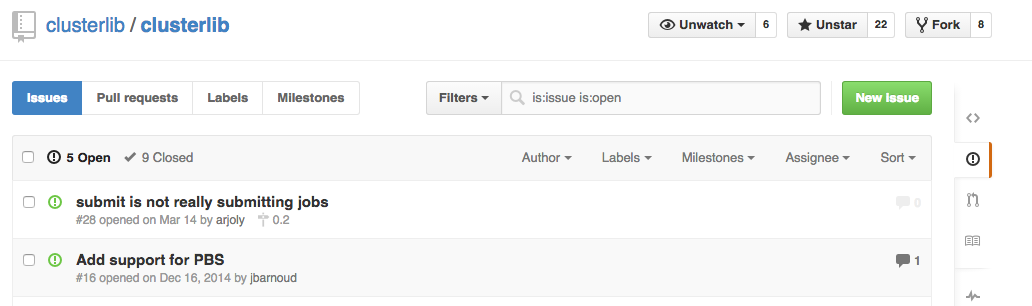 clusterlib / clusterlib
Unwatch 6 Unstar 22 Fork 8
Issues Pull requests Labels Milestones Filters is:issue is:open New issue
5 Open 9 Closed Author Labels Milestones Assignee Sort
submit is not really submitting jobs 0
#28 opened on Mar 14 by arjoly 0.2
Add support for PBS 1
#16 opened on Dec 16, 2014 by jbarnoud